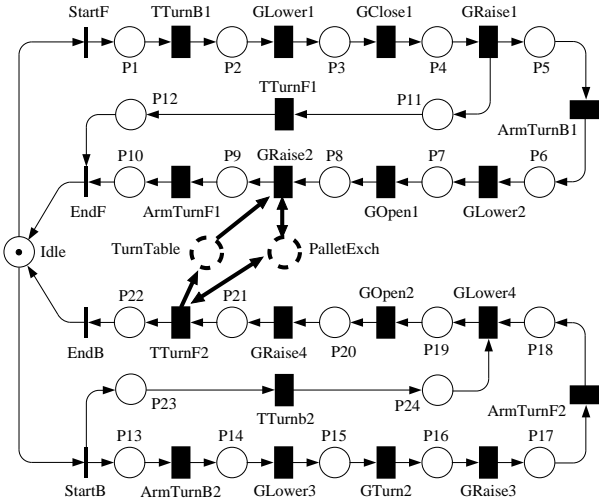 StartF TTurnB1 GLower1 GClose1 GRaise1
P1 P2 P3 P4 P5
TTurnF1
P12 P11
ArmTurnB1
P10 P9 GRaise2 P8 P7 P6
EndF ArmTurnF1 GOpen1 GLower2
Idle TurnTable PalletExch
P22 P21 GOpen2 GLower4
EndB TTurnF2 GRaise4 P20 P19 P18
P23 P24 ArmTurnF2
TTurnb2
P13 P14 P15 P16 P17
StartB ArmTurnB2 GLower3 GTurn2 GRaise3